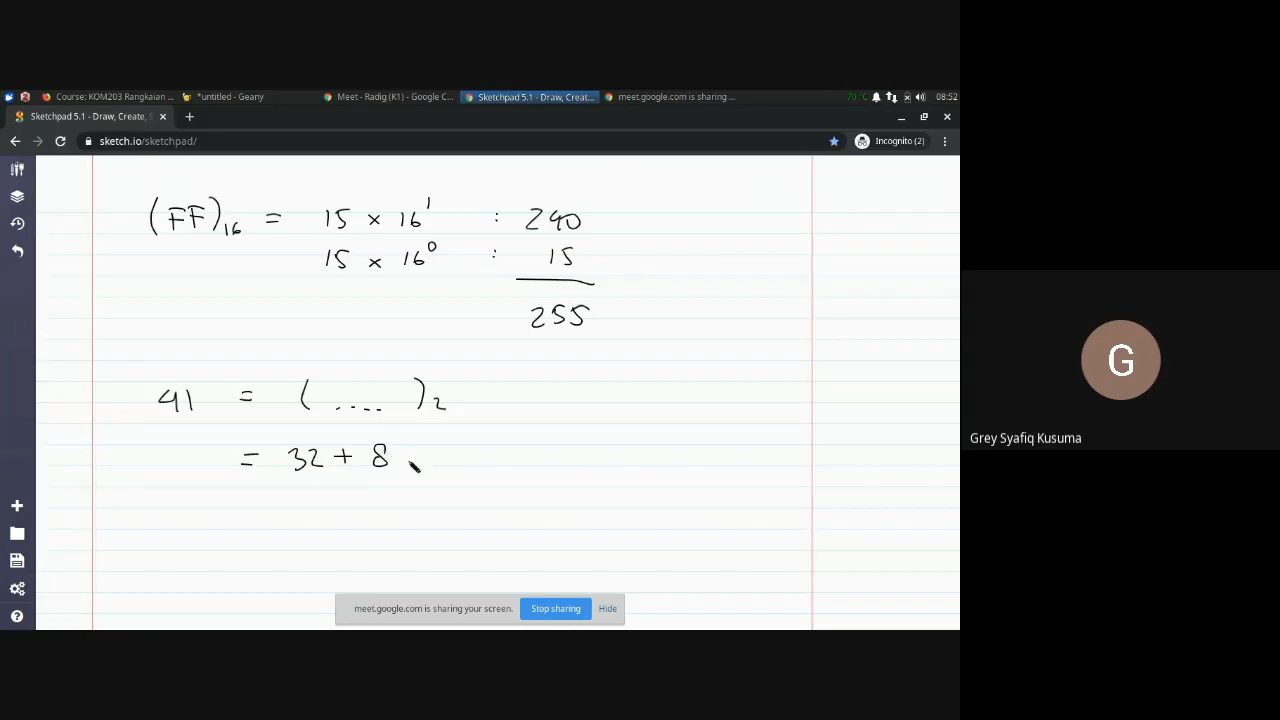 Course: KOM203 Rangkaian ...
*untitled - Geany
Meet - Radig (K1) - Google C...
Sketchpad 5.1 - Draw, Creat...
meet.google.com is sharing ...
70 °C
08:52
Sketchpad 5.1 - Draw, Create, S
sketch.io/sketchpad/
Incognito (2)
(FF)₁₆ = 15 × 16¹ : 240
15 × 16⁰ : 15
255
41 = ( .... )₂
= 32 + 8
meet.google.com is sharing your screen. Stop sharing Hide
G
Grey Syafiq Kusuma